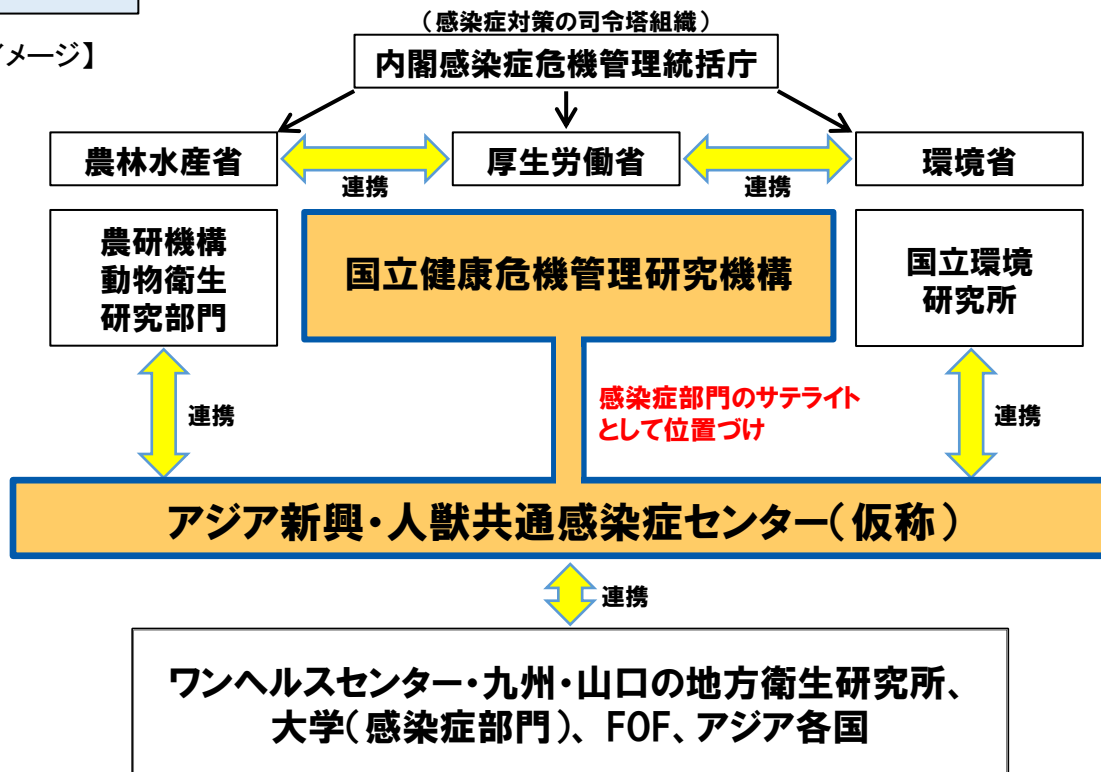 (感染症対策の司令塔組織)
イメージ】
内閣感染症危機管理統括庁
農林水産省
連携
厚生労働省
連携
環境省
農研機構
動物衛生
研究部門
国立健康危機管理研究機構
国立環境
研究所
連携
感染症部門のサテライト
として位置づけ
連携
アジア新興・人獣共通感染症センター(仮称)
連携
ワンヘルスセンター・九州・山口の地方衛生研究所、
大学(感染症部門)、FOF、アジア各国